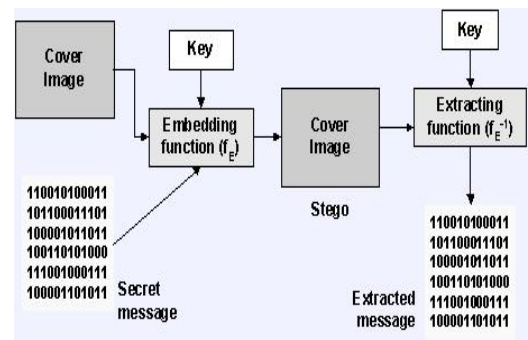 Cover
Image
Key
Embedding
function (fE)
Cover
Image
Stego
Key
Extracting
function (fE-1)
110010100011
101100011101
100001011011
100110101000
111001000111
100001101011
Secret
message
Extracted
message
110010100011
101100011101
100001011011
100110101000
111001000111
100001101011